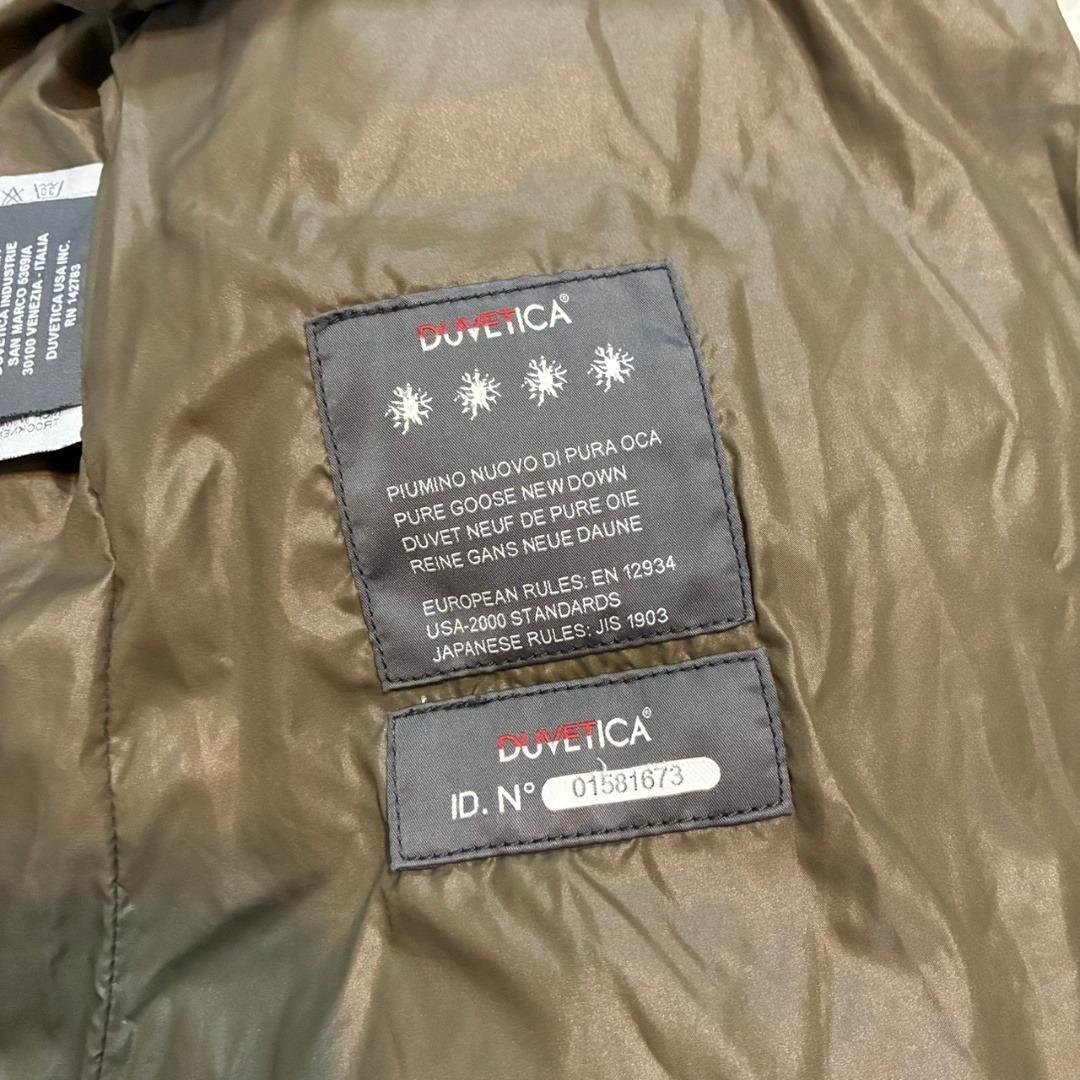 INDUSTRIE
SAN MARCO 5369/A
30100 VENEZIA - ITALIA
DUVETICA USA INC.
RN 142783
DUVETICA®
PIUMINO NUOVO DI PURA OCA
PURE GOOSE NEW DOWN
DUVET NEUF DE PURE OIE
REINE GANS NEUE DAUNE
EUROPEAN RULES: EN 12934
USA-2000 STANDARDS
JAPANESE RULES: JIS 1903
DUVETICA®
ID. N° 01581673